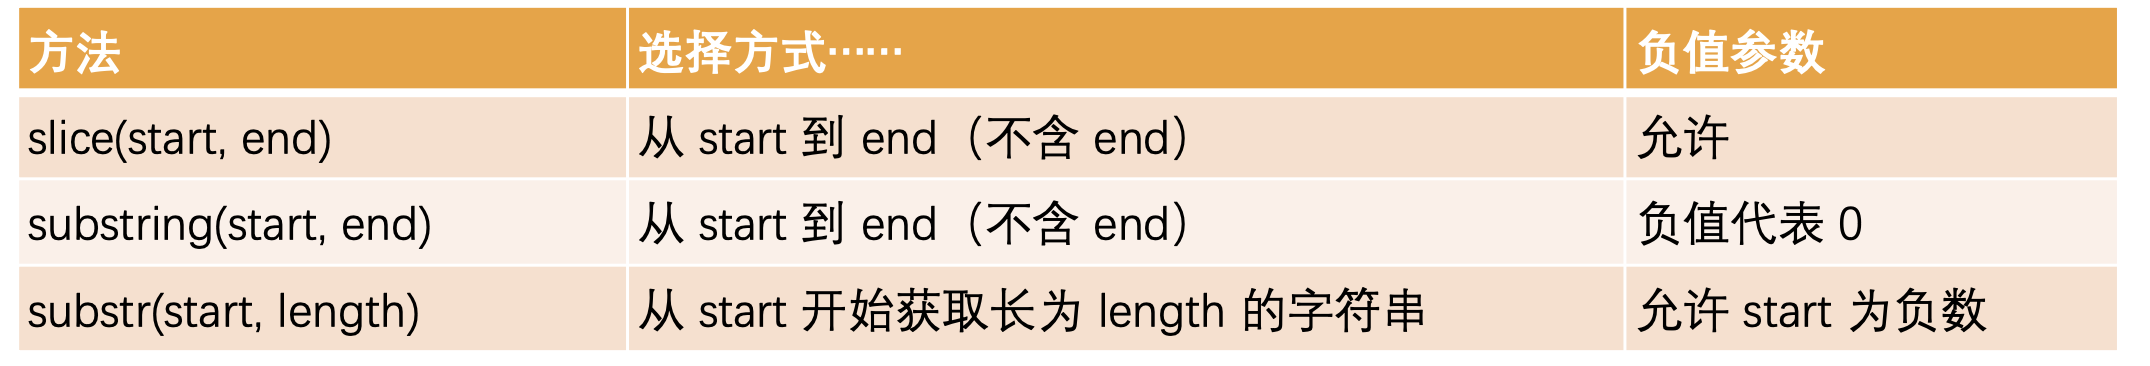 方法 选择方式…… 负值参数
slice(start, end) 从 start 到 end（不含 end） 允许
substring(start, end) 从 start 到 end（不含 end） 负值代表 0
substr(start, length) 从 start 开始获取长为 length 的字符串 允许 start 为负数